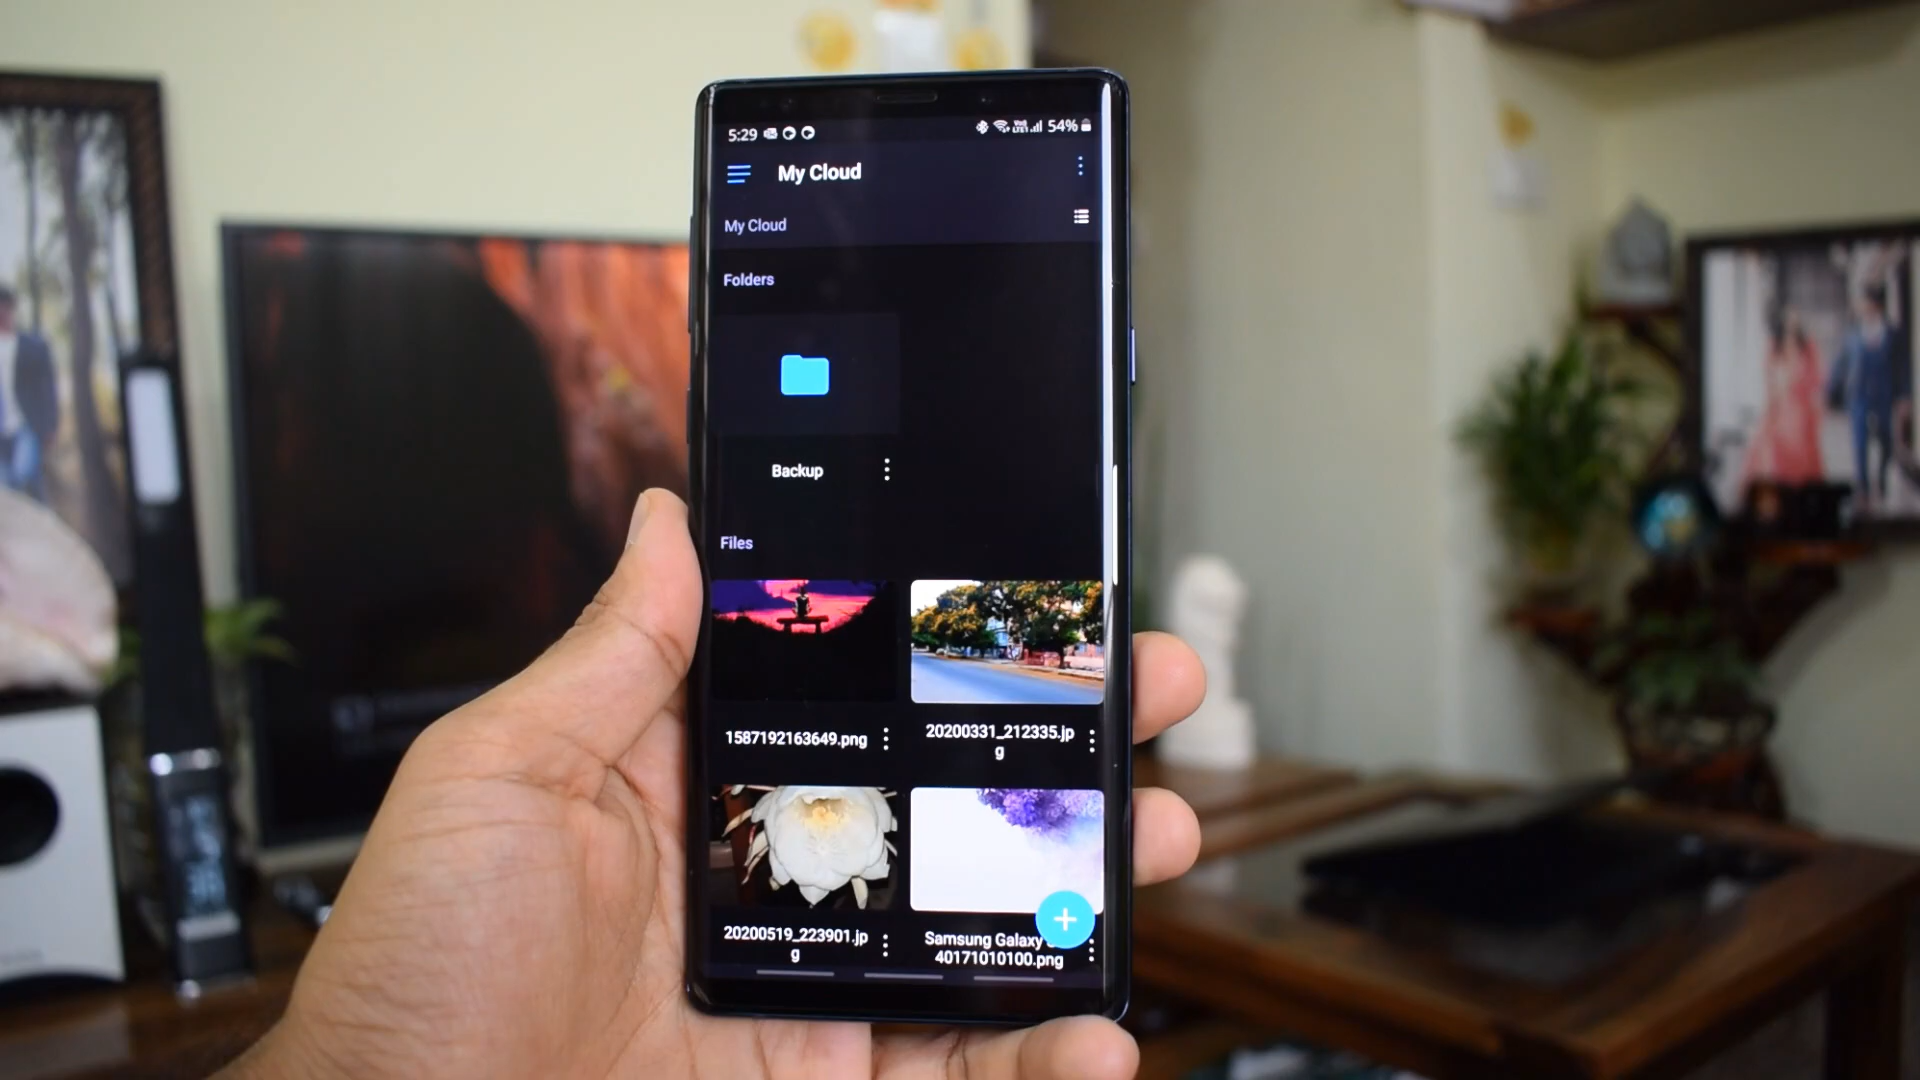 5:29
VoLTE1 54%
My Cloud
My Cloud
Folders
Backup
Files
1587192163649.png
20200331_212335.jp
g
20200519_223901.jp
g
Samsung Galaxy
40171010100.png